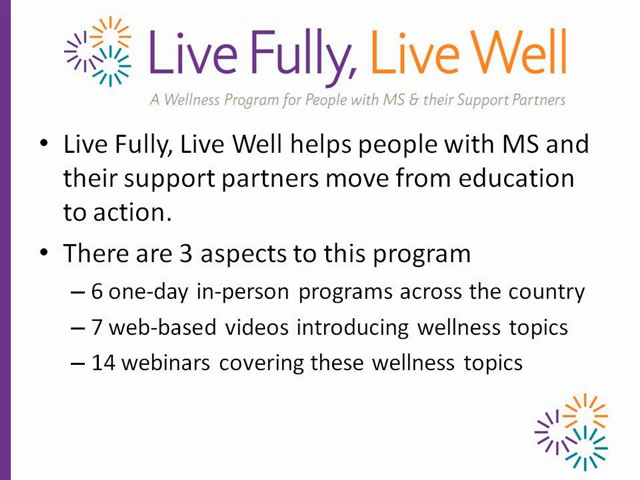 Live Fully, Live Well
A Wellness Program for People with MS & their Support Partners
• Live Fully, Live Well helps people with MS and
their support partners move from education
to action.
• There are 3 aspects to this program
– 6 one-day in-person programs across the country
– 7 web-based videos introducing wellness topics
– 14 webinars covering these wellness topics